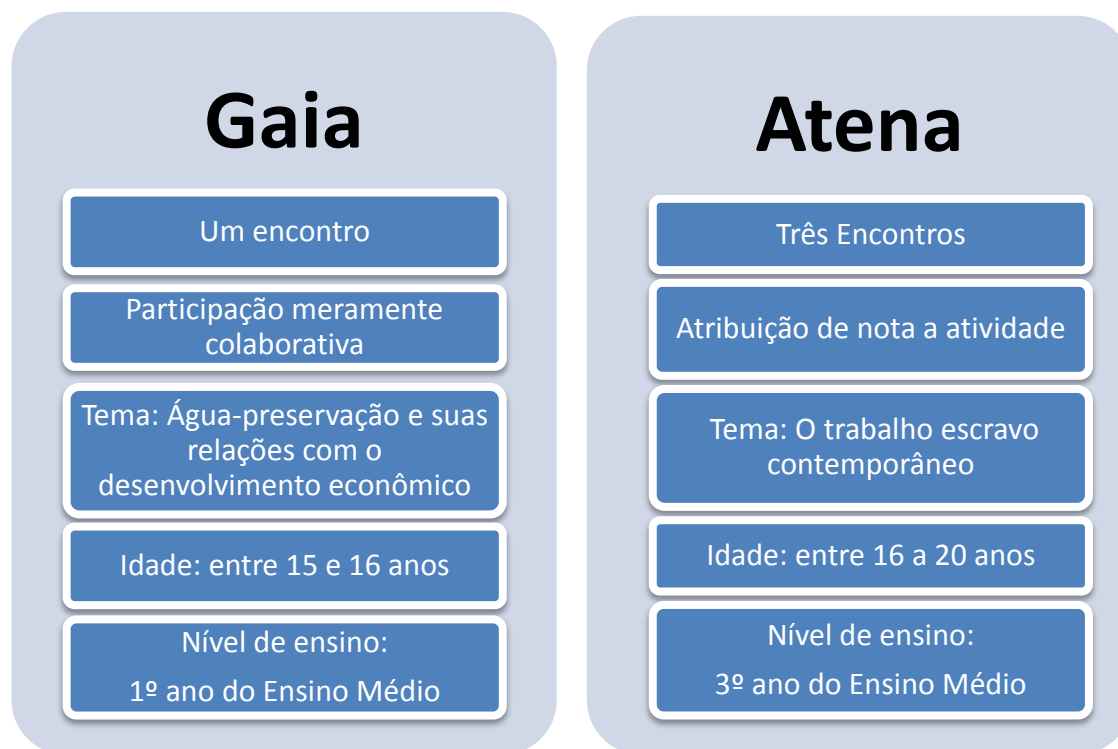 Gaia
Um encontro
Participação meramente
colaborativa
Tema: Água-preservação e suas
relações com o
desenvolvimento econômico
Idade: entre 15 e 16 anos
Nível de ensino:
1º ano do Ensino Médio
Atena
Três Encontros
Atribuição de nota a atividade
Tema: O trabalho escravo
contemporâneo
Idade: entre 16 a 20 anos
Nível de ensino:
3º ano do Ensino Médio